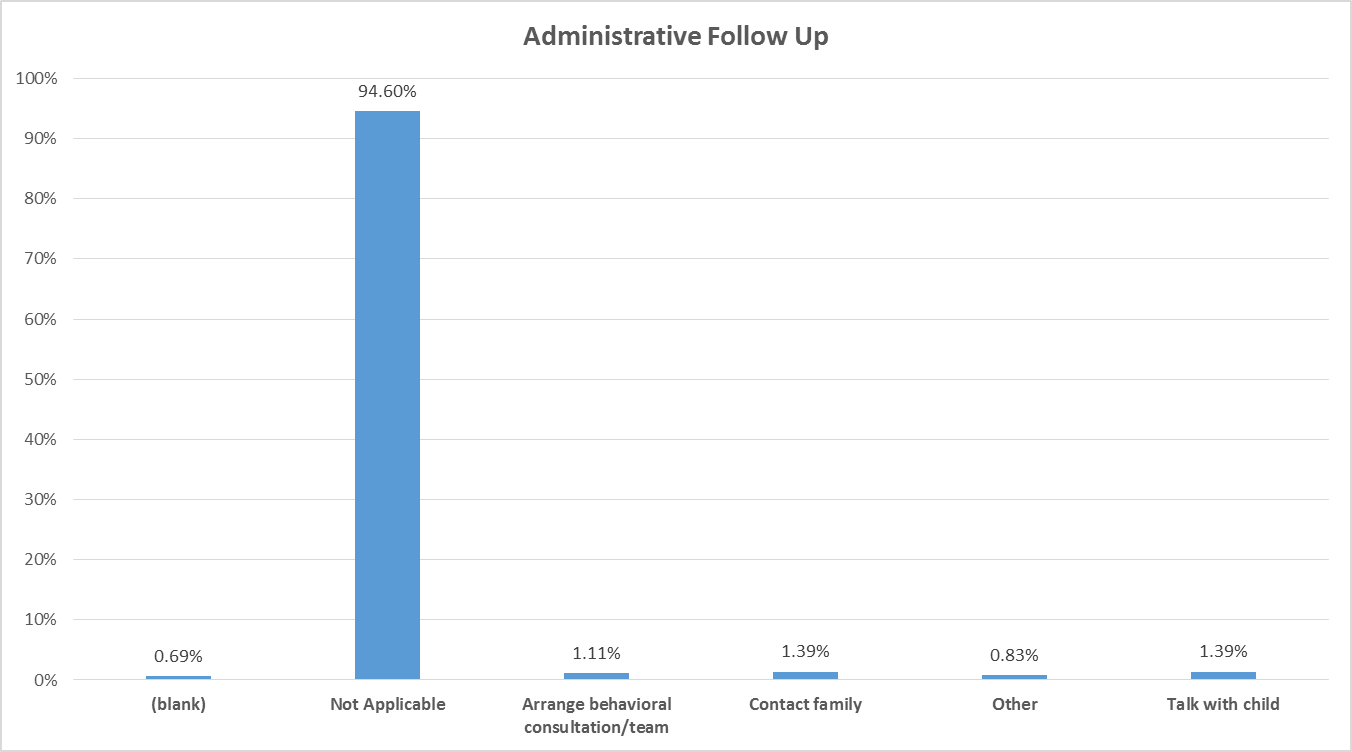 Administrative Follow Up
100%
90%
80%
70%
60%
50%
40%
30%
20%
10%
0%
0.69%
94.60%
1.11%
1.39%
0.83%
1.39%
(blank)
Not Applicable
Arrange behavioral
consultation/team
Contact family
Other
Talk with child